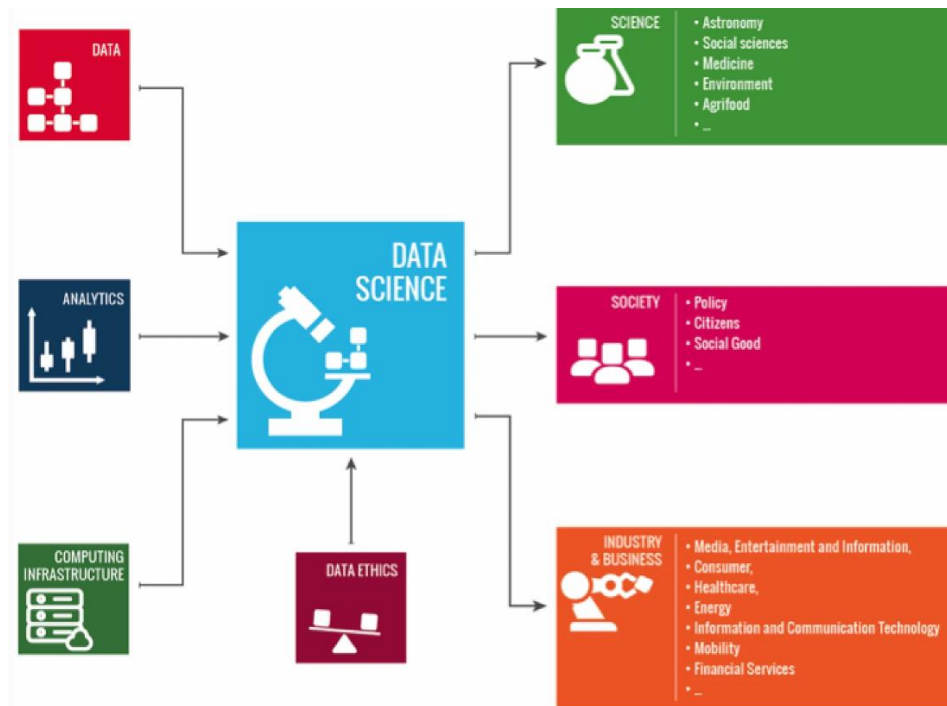 DATA
ANALYTICS
COMPUTING
INFRASTRUCTURE
DATA
SCIENCE
DATA ETHICS
SCIENCE
• Astronomy
• Social sciences
• Medicine
• Environment
• Agrifood
• ...
SOCIETY
• Policy
• Citizens
• Social Good
• ...
INDUSTRY
& BUSINESS
• Media, Entertainment and Information,
• Consumer,
• Healthcare,
• Energy
• Information and Communication Technology
• Mobility
• Financial Services
• ...